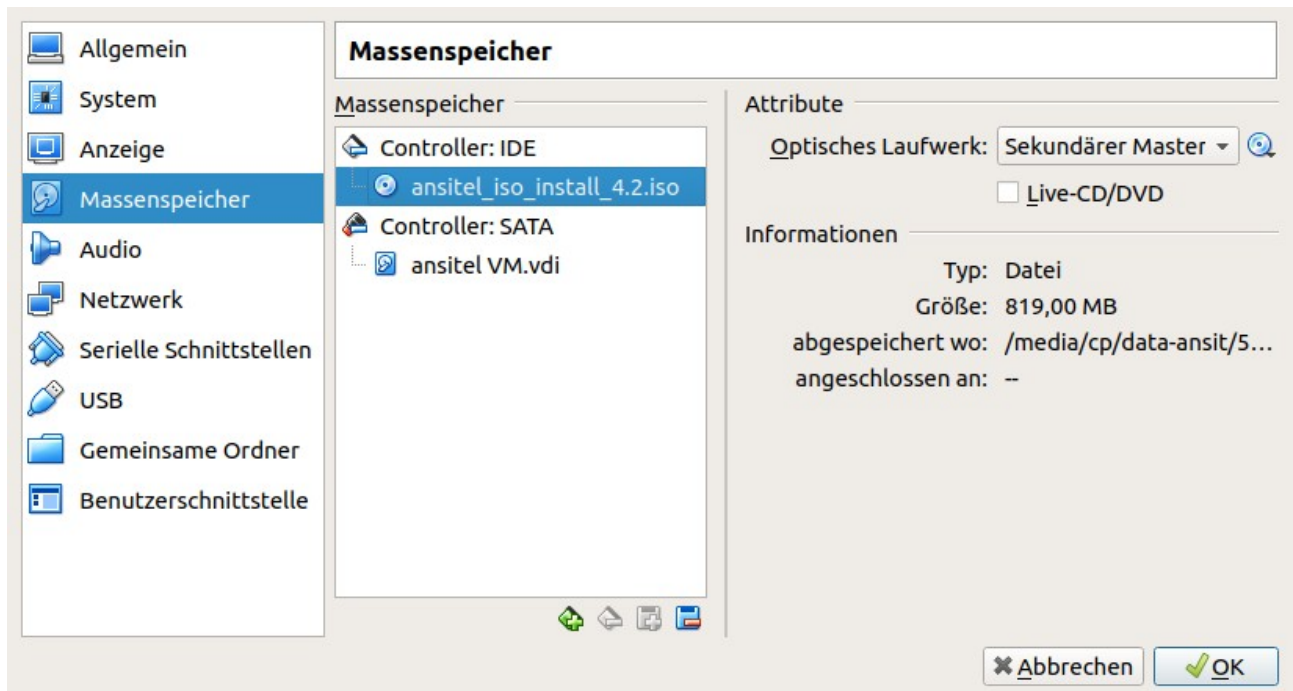 Allgemein
System
Anzeige
Massenspeicher
Audio
Netzwerk
Serielle Schnittstellen
USB
Gemeinsame Ordner
Benutzerschnittstelle
Massenspeicher
Massenspeicher
Controller: IDE
ansitel_iso_install_4.2.iso
Controller: SATA
ansitel VM.vdi
Attribute
Optisches Laufwerk: Sekundärer Master
Live-CD/DVD
Informationen
Typ: Datei
Größe: 819,00 MB
abgespeichert wo: /media/cp/data-ansit/5...
angeschlossen an: --
Abbrechen OK